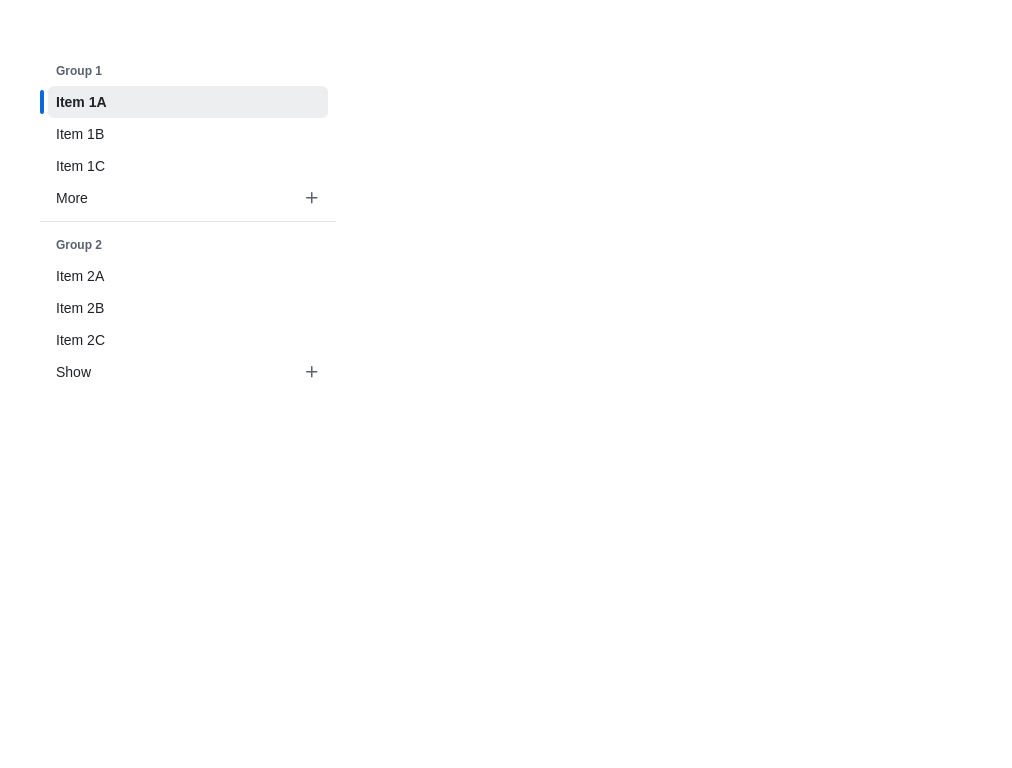 Group 1
Item 1A
Item 1B
Item 1C
More
Group 2
Item 2A
Item 2B
Item 2C
Show